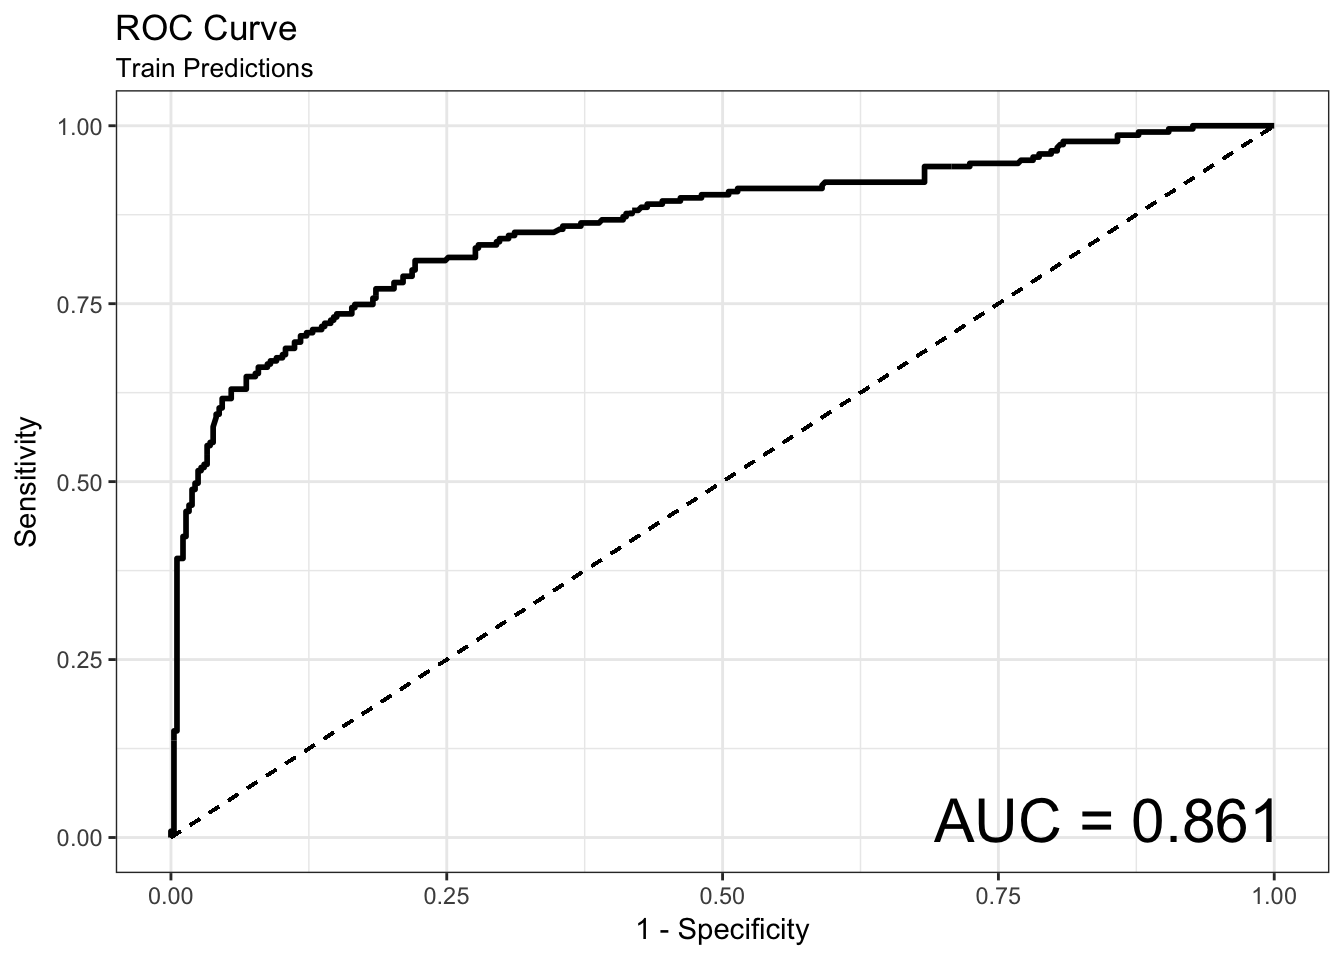 ROC Curve
Train Predictions
1.00
0.75
0.50
0.25
0.00
Sensitivity
AUC = 0.861
0.00 0.25 0.50 0.75 1.00
1 - Specificity